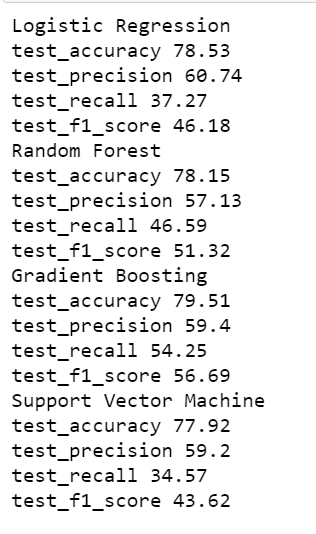 Logistic Regression
test_accuracy 78.53
test_precision 60.74
test_recall 37.27
test_f1_score 46.18
Random Forest
test_accuracy 78.15
test_precision 57.13
test_recall 46.59
test_f1_score 51.32
Gradient Boosting
test_accuracy 79.51
test_precision 59.4
test_recall 54.25
test_f1_score 56.69
Support Vector Machine
test_accuracy 77.92
test_precision 59.2
test_recall 34.57
test_f1_score 43.62